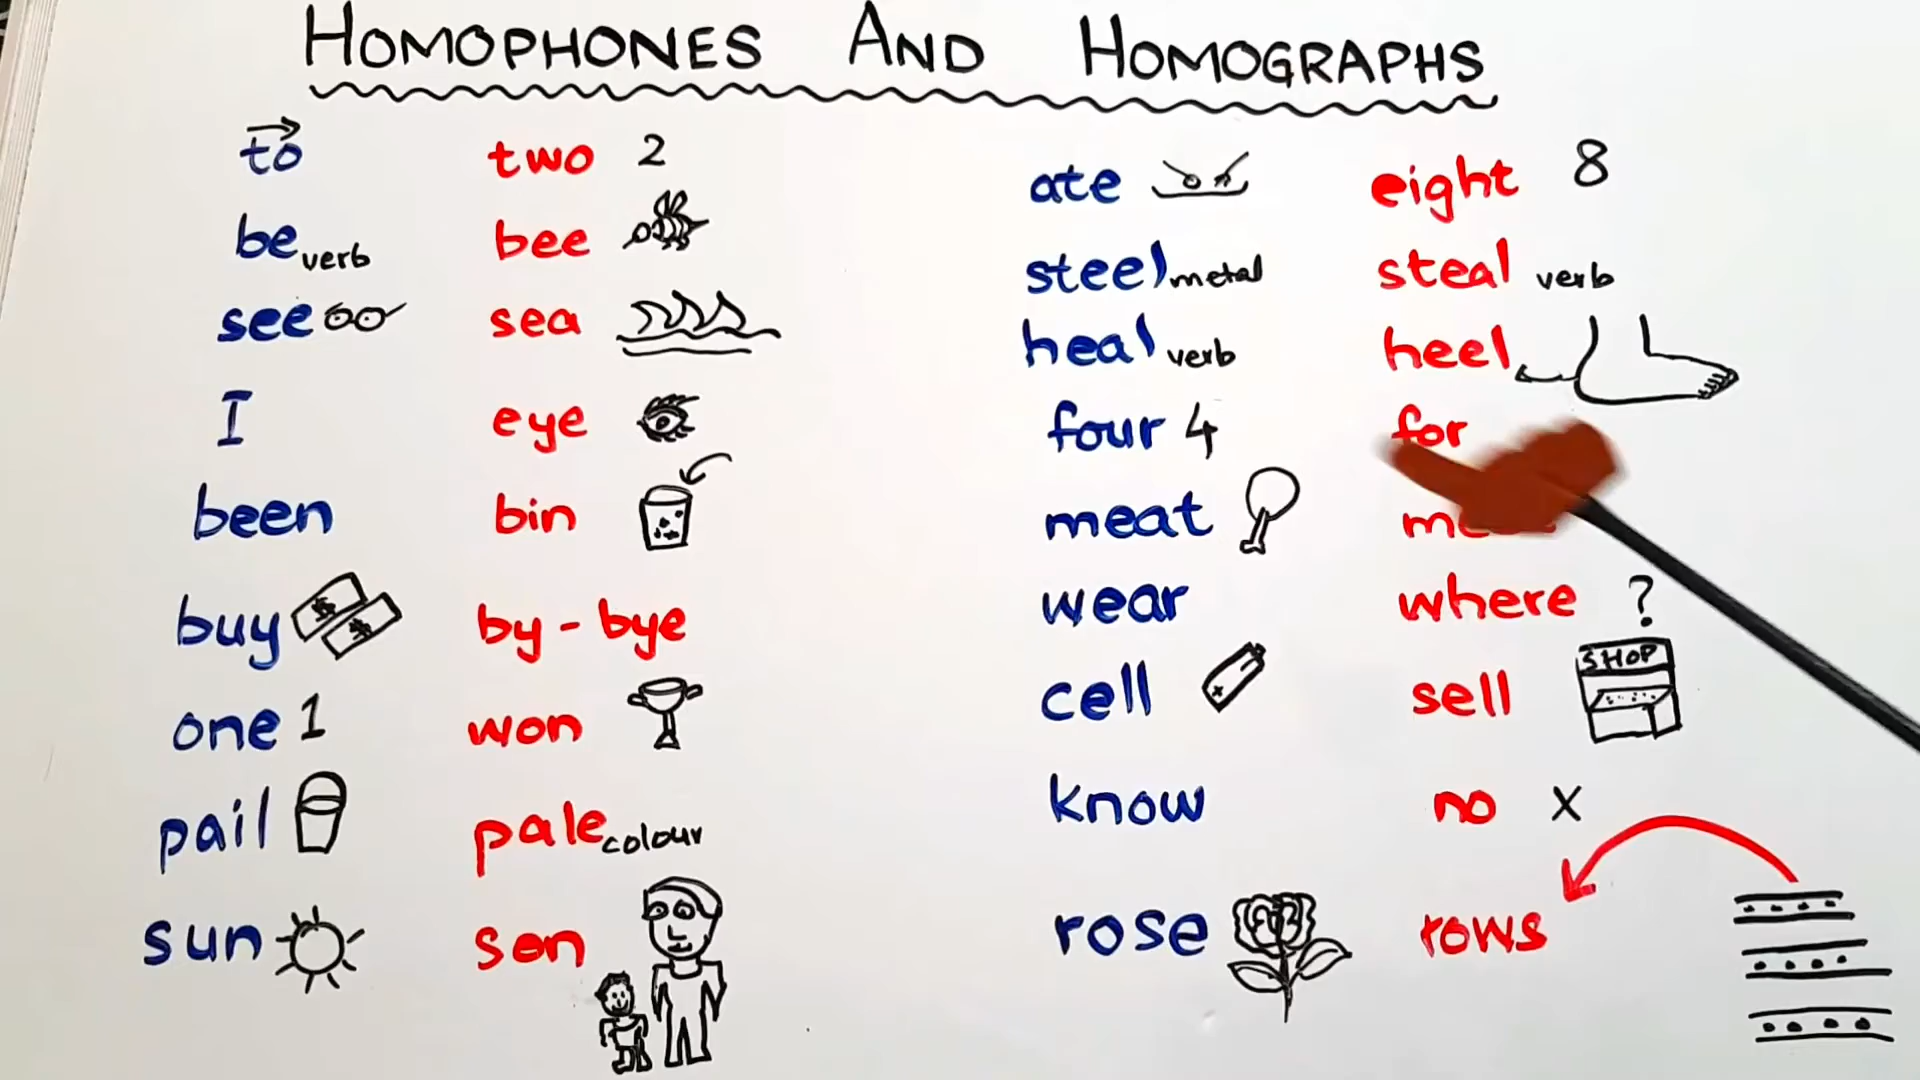 HOMOPHONES AND HOMOGRAPHS
to two 2
be verb bee
see sea
I eye
been bin
buy $ $ by - bye
one 1 won
pail pale colour
sun son
ate eight 8
steel metal steal verb
heal verb heel
four 4 for
meat
wear where ?
cell + sell SHOP
know no x
rose rows